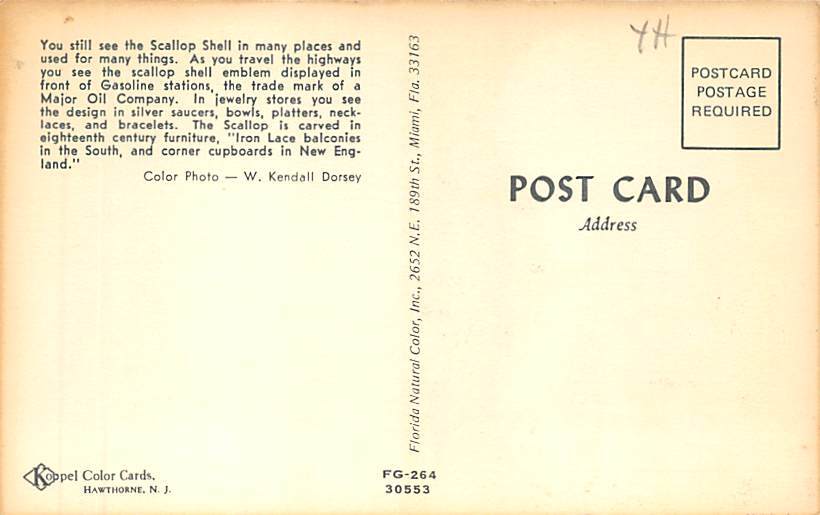 You still see the Scallop Shell in many places and
used for many things. As you travel the highways
you see the scallop shell emblem displayed in
front of Gasoline stations, the trade mark of a
Major Oil Company. In jewelry stores you see
the design in silver saucers, bowls, platters, neck-
laces, and bracelets. The Scallop is carved in
eighteenth century furniture, "Iron Lace balconies
in the South, and corner cupboards in New Eng-
land."
Color Photo — W. Kendall Dorsey
Koppel Color Cards.
HAWTHORNE, N. J.
Florida Natural Color, Inc., 2652 N.E. 189th St., Miami, Fla. 33163
FG-264
30553
YH
POSTCARD
POSTAGE
REQUIRED
POST CARD
Address